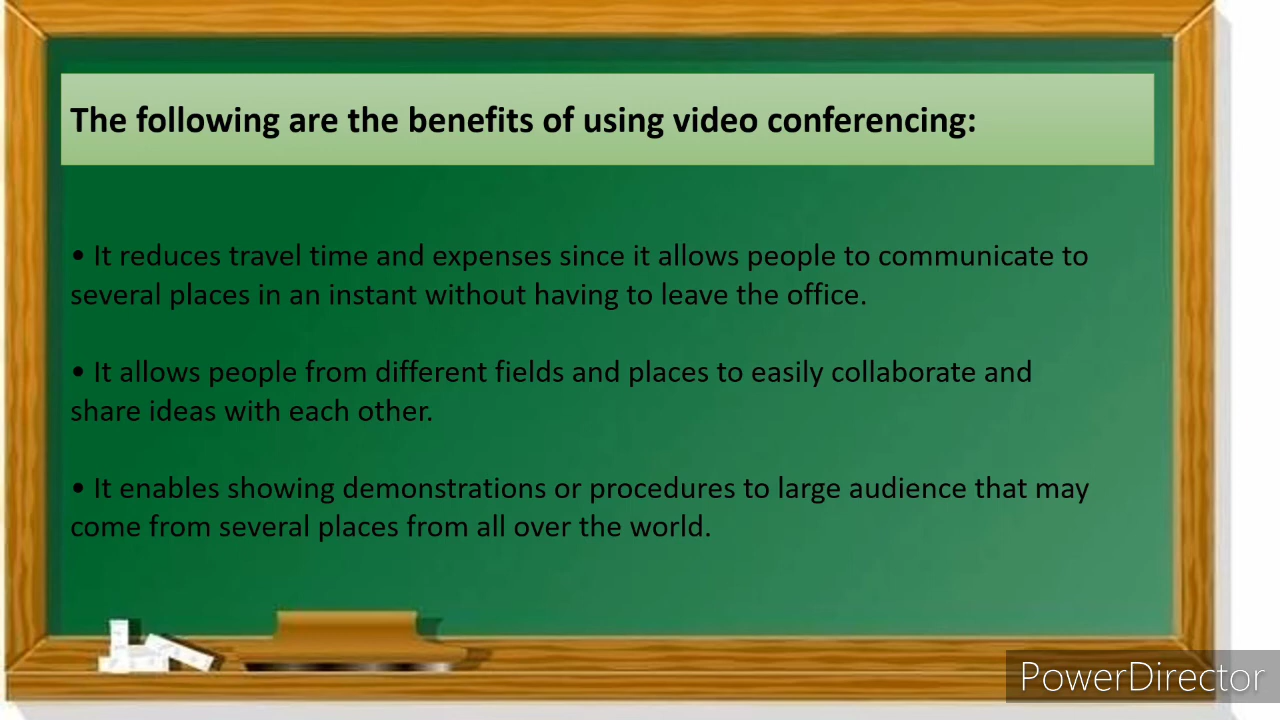 The following are the benefits of using video conferencing:
• It reduces travel time and expenses since it allows people to communicate to
several places in an instant without having to leave the office.
• It allows people from different fields and places to easily collaborate and
share ideas with each other.
• It enables showing demonstrations or procedures to large audience that may
come from several places from all over the world.
PowerDirector